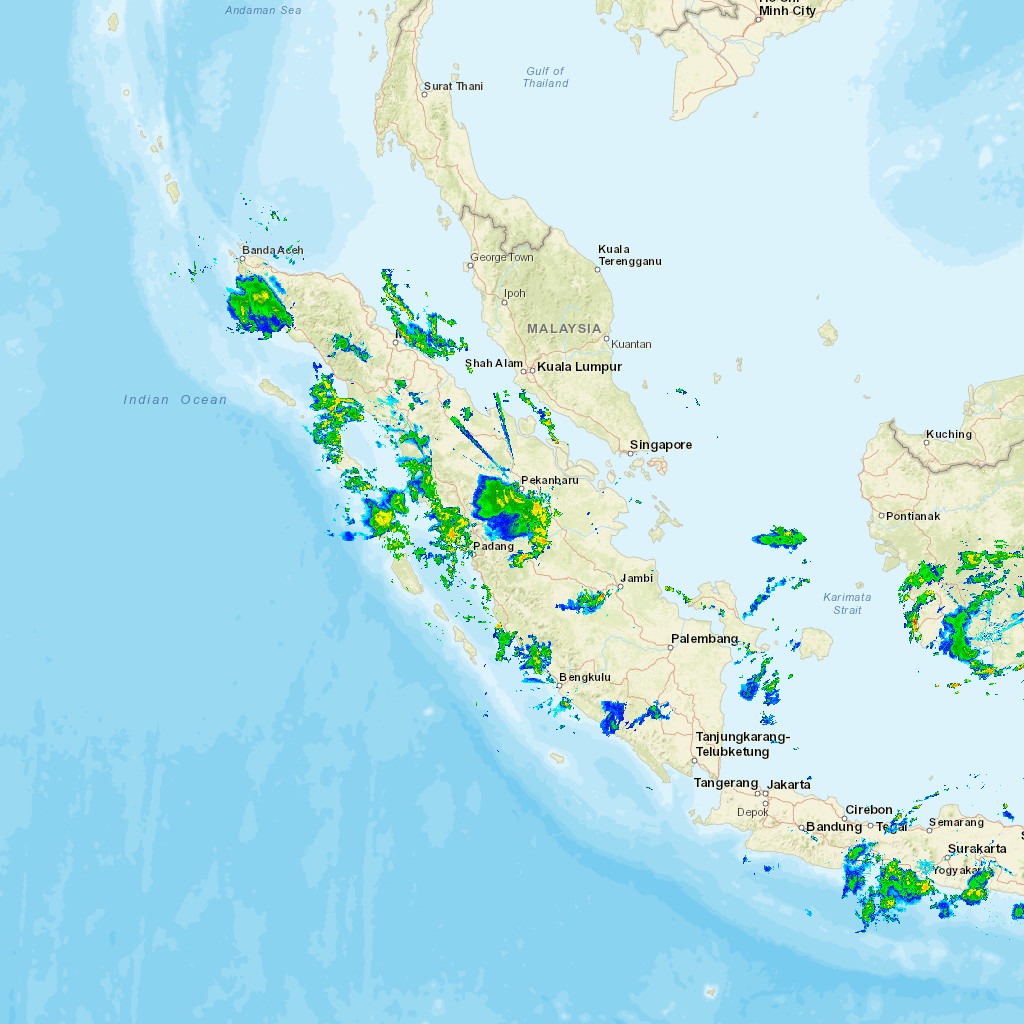 Andaman Sea
Minh City
Gulf of
Thailand
Surat Thani
Banda Aceh
George Town
Kuala
Terengganu
Ipoh
MALAYSIA
Kuantan
Shah Alam
Kuala Lumpur
Indian Ocean
Singapore
Kuching
Pekanbaru
Pontianak
Padang
Jambi
Karimata
Strait
Palembang
Bengkulu
Tanjungkarang-
Telubketung
Tangerang
Jakarta
Depok
Cirebon
Bandung
Semarang
Surakarta